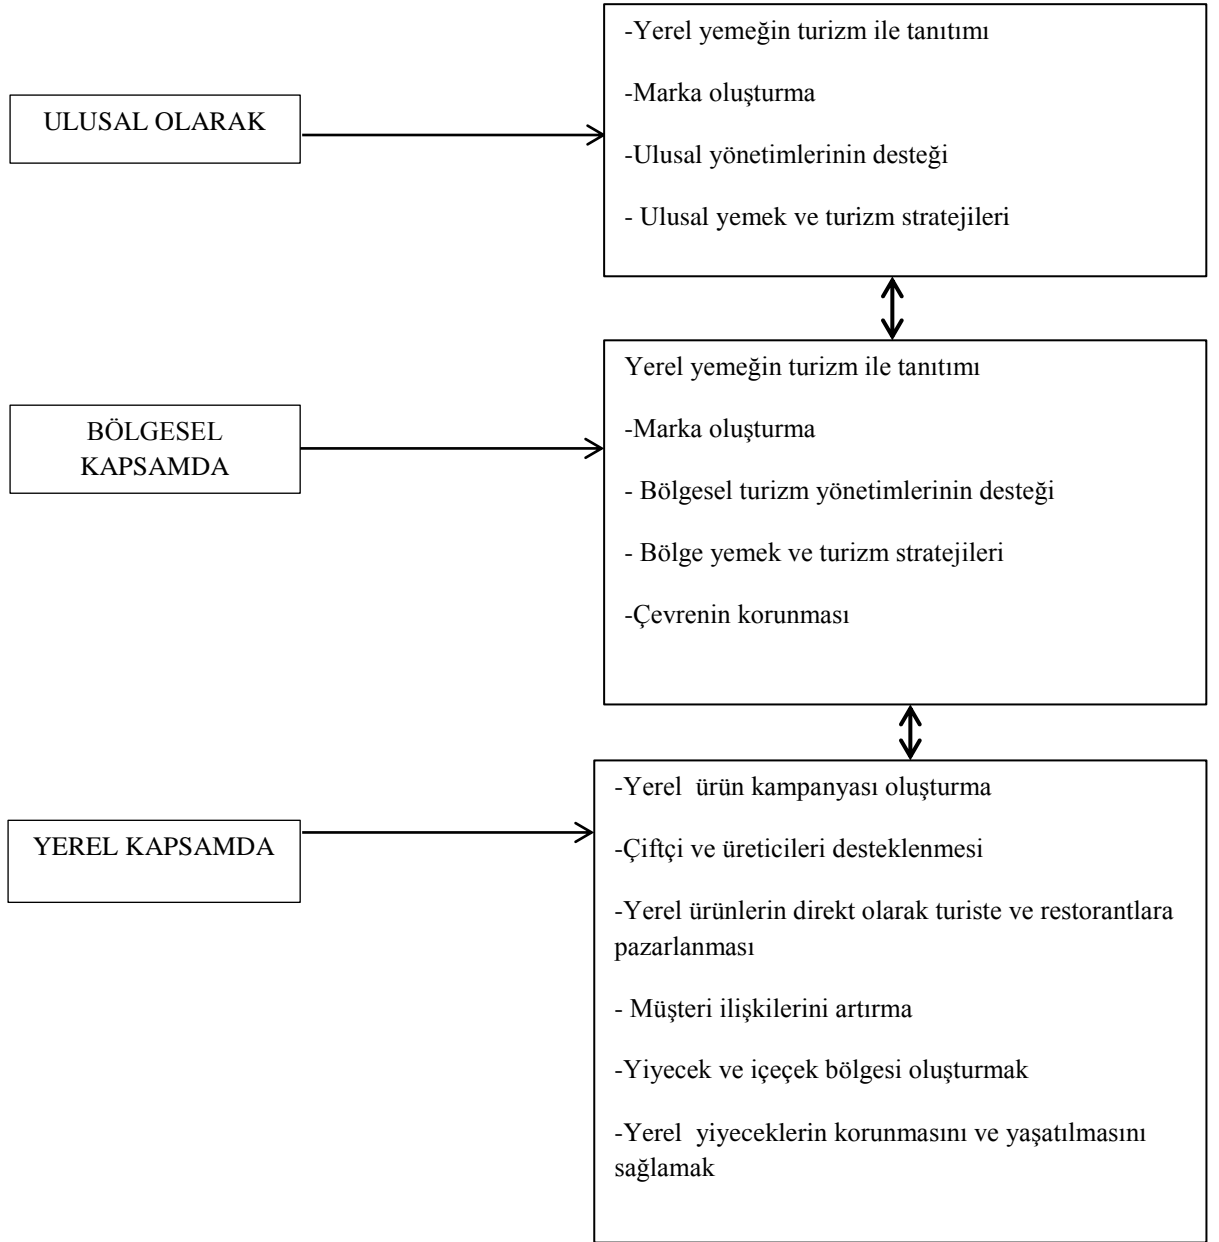 ULUSAL OLARAK
-Yerel yemeğin turizm ile tanıtımı
-Marka oluşturma
-Ulusal yönetimlerinin desteği
- Ulusal yemek ve turizm stratejileri
BÖLGESEL
KAPSAMDA
Yerel yemeğin turizm ile tanıtımı
-Marka oluşturma
- Bölgesel turizm yönetimlerinin desteği
- Bölge yemek ve turizm stratejileri
-Çevrenin korunması
YEREL KAPSAMDA
-Yerel  ürün kampanyası oluşturma
-Çiftçi ve üreticileri desteklenmesi
-Yerel ürünlerin direkt olarak turiste ve restorantlara
pazarlanması
- Müşteri ilişkilerini artırma
-Yiyecek ve içeçek bölgesi oluşturmak
-Yerel  yiyeceklerin korunmasını ve yaşatılmasını
sağlamak